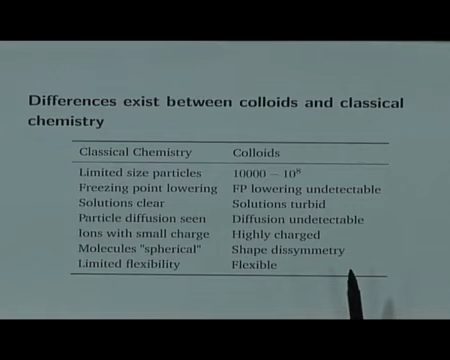 Differences exist between colloids and classical
chemistry
Classical Chemistry Colloids
Limited size particles 10000 − 10⁸
Freezing point lowering FP lowering undetectable
Solutions clear Solutions turbid
Particle diffusion seen Diffusion undetectable
Ions with small charge Highly charged
Molecules "spherical" Shape dissymmetry
Limited flexibility Flexible